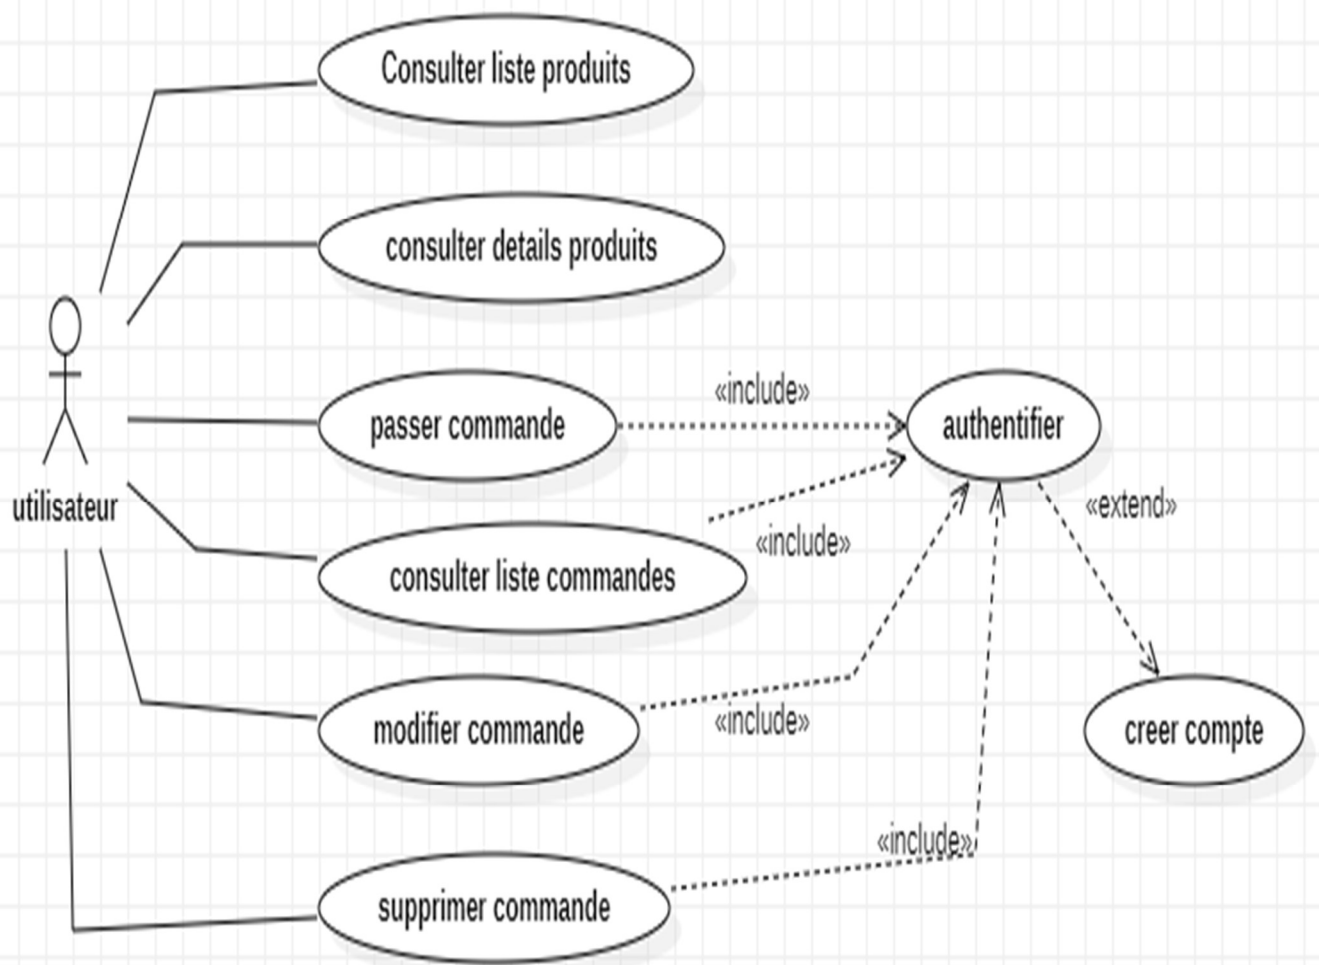 Consulter liste produits
consulter details produits
passer commande
«include»
authentifier
utilisateur
«extend»
«include»
consulter liste commandes
modifier commande
«include»
creer compte
«include»
supprimer commande